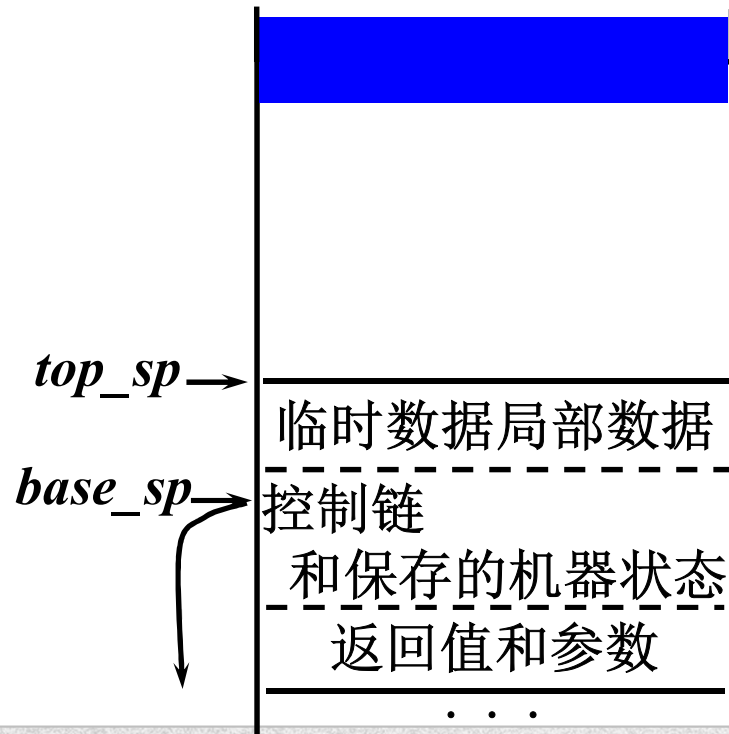 top_sp
临时数据局部数据
base_sp
控制链
和保存的机器状态
返回值和参数
. . .